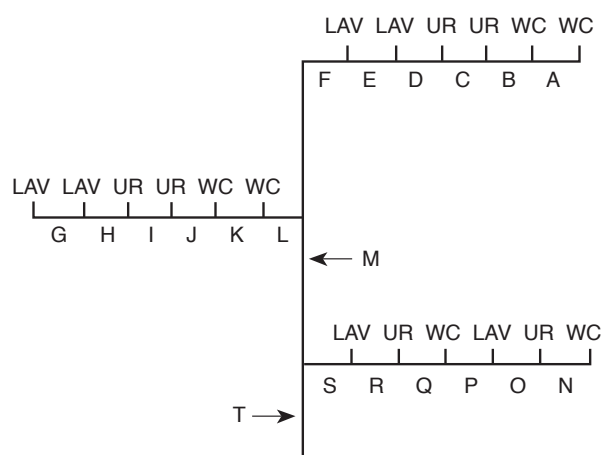 LAV LAV UR UR WC WC
F E D C B A
LAV LAV UR UR WC WC
G H I J K L
M
LAV UR WC LAV UR WC
S R Q P O N
T